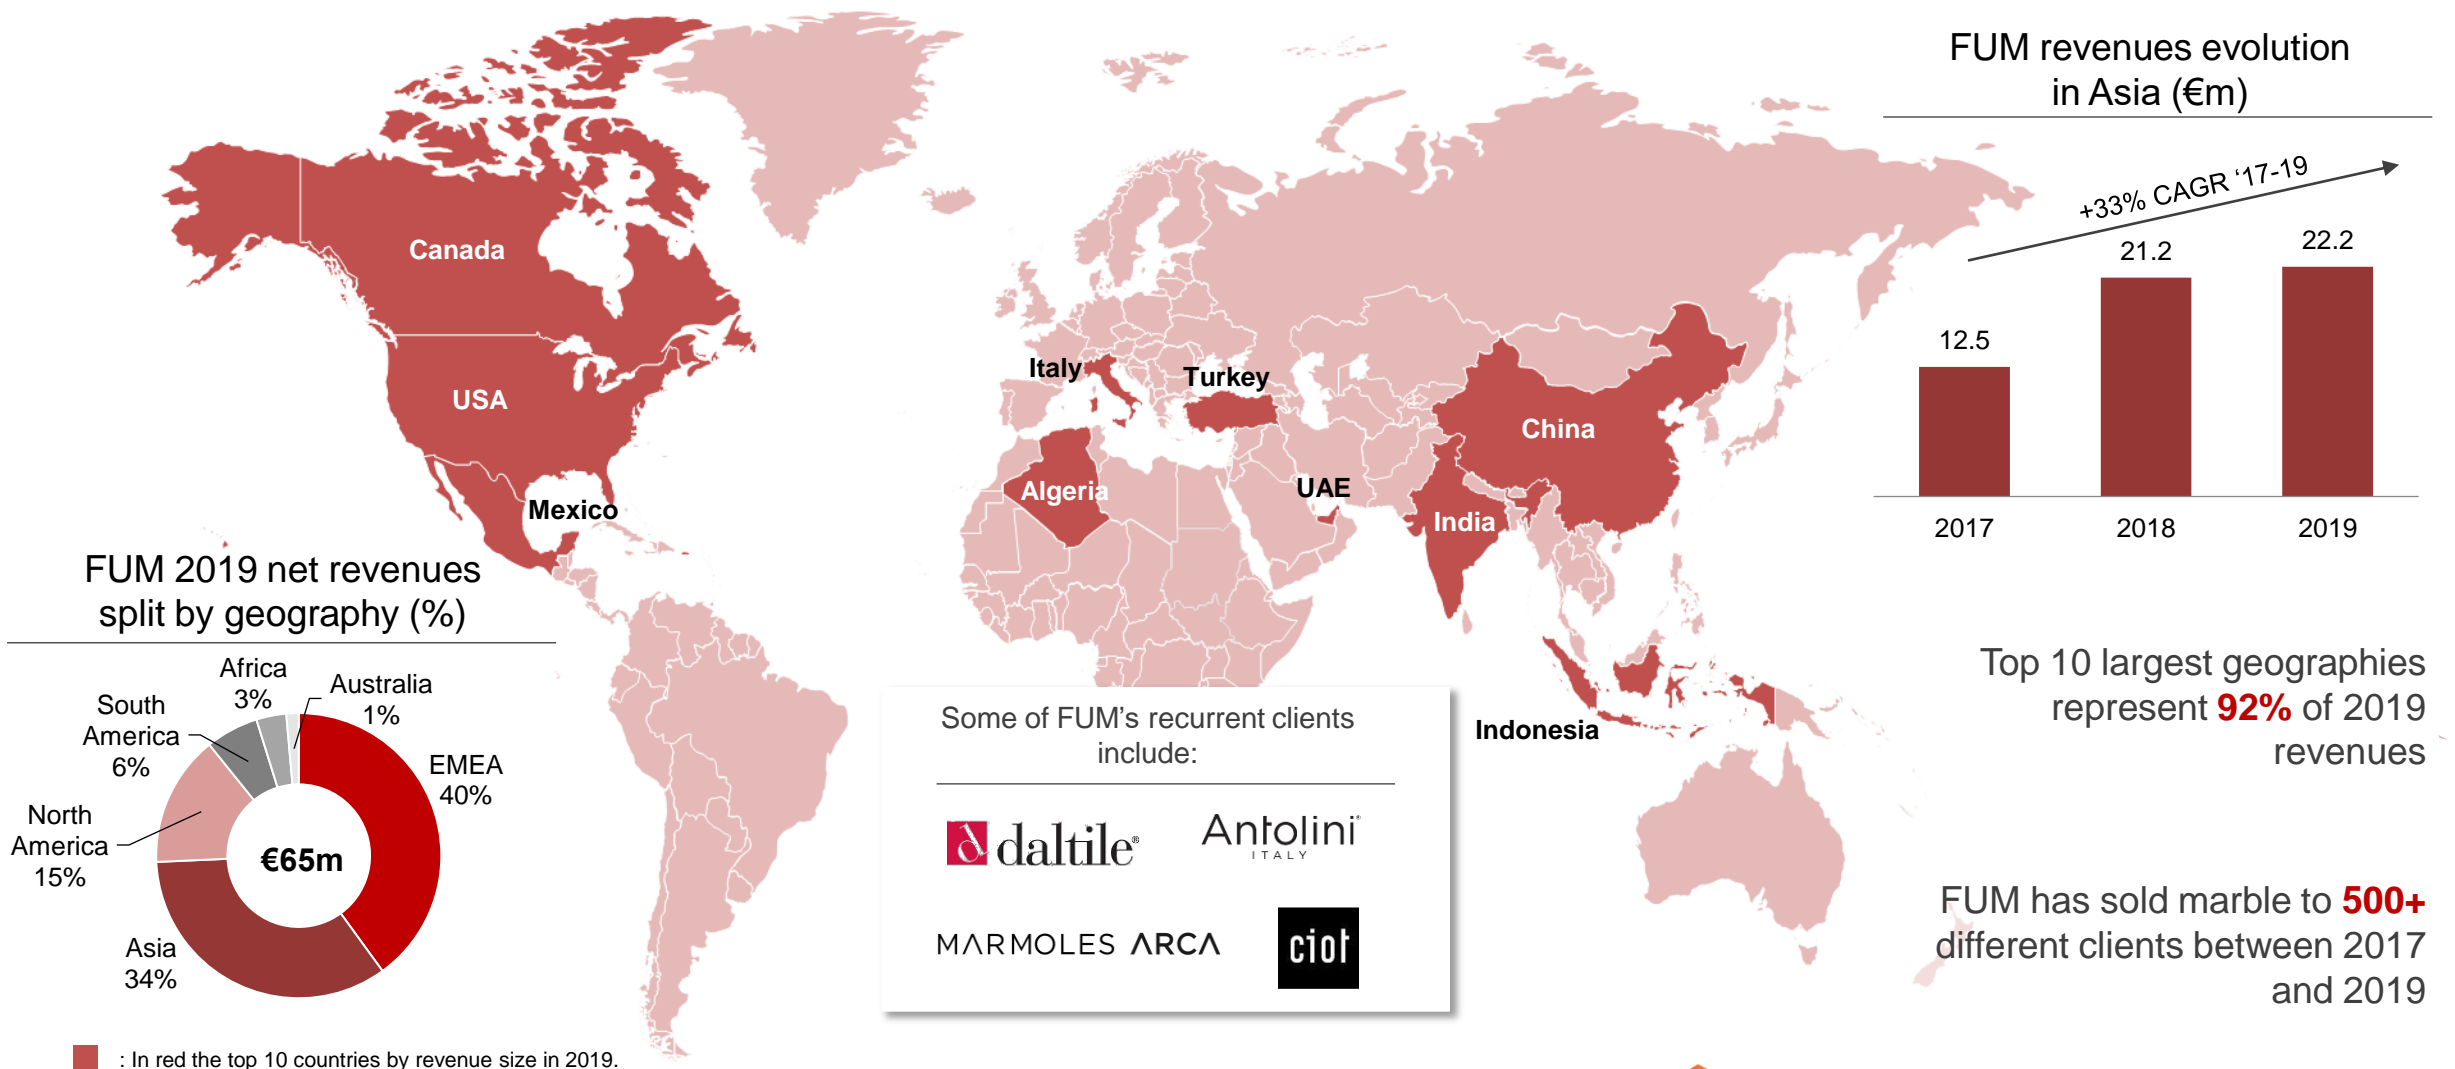 FUM revenues evolution
in Asia (€m)
+33% CAGR ‘17-19
12.5
21.2
22.2
2017
2018
2019
Canada
USA
Mexico
Italy
Turkey
Algeria
UAE
China
India
Indonesia
FUM 2019 net revenues
split by geography (%)
Africa
3%
Australia
1%
South
America
6%
EMEA
40%
North
America
15%
€65m
Asia
34%
Some of FUM's recurrent clients
include:
daltile®
Antolini®
ITALY
MARMOLES ARCA
ciot
Top 10 largest geographies
represent 92% of 2019
revenues
FUM has sold marble to 500+
different clients between 2017
and 2019
: In red the top 10 countries by revenue size in 2019.